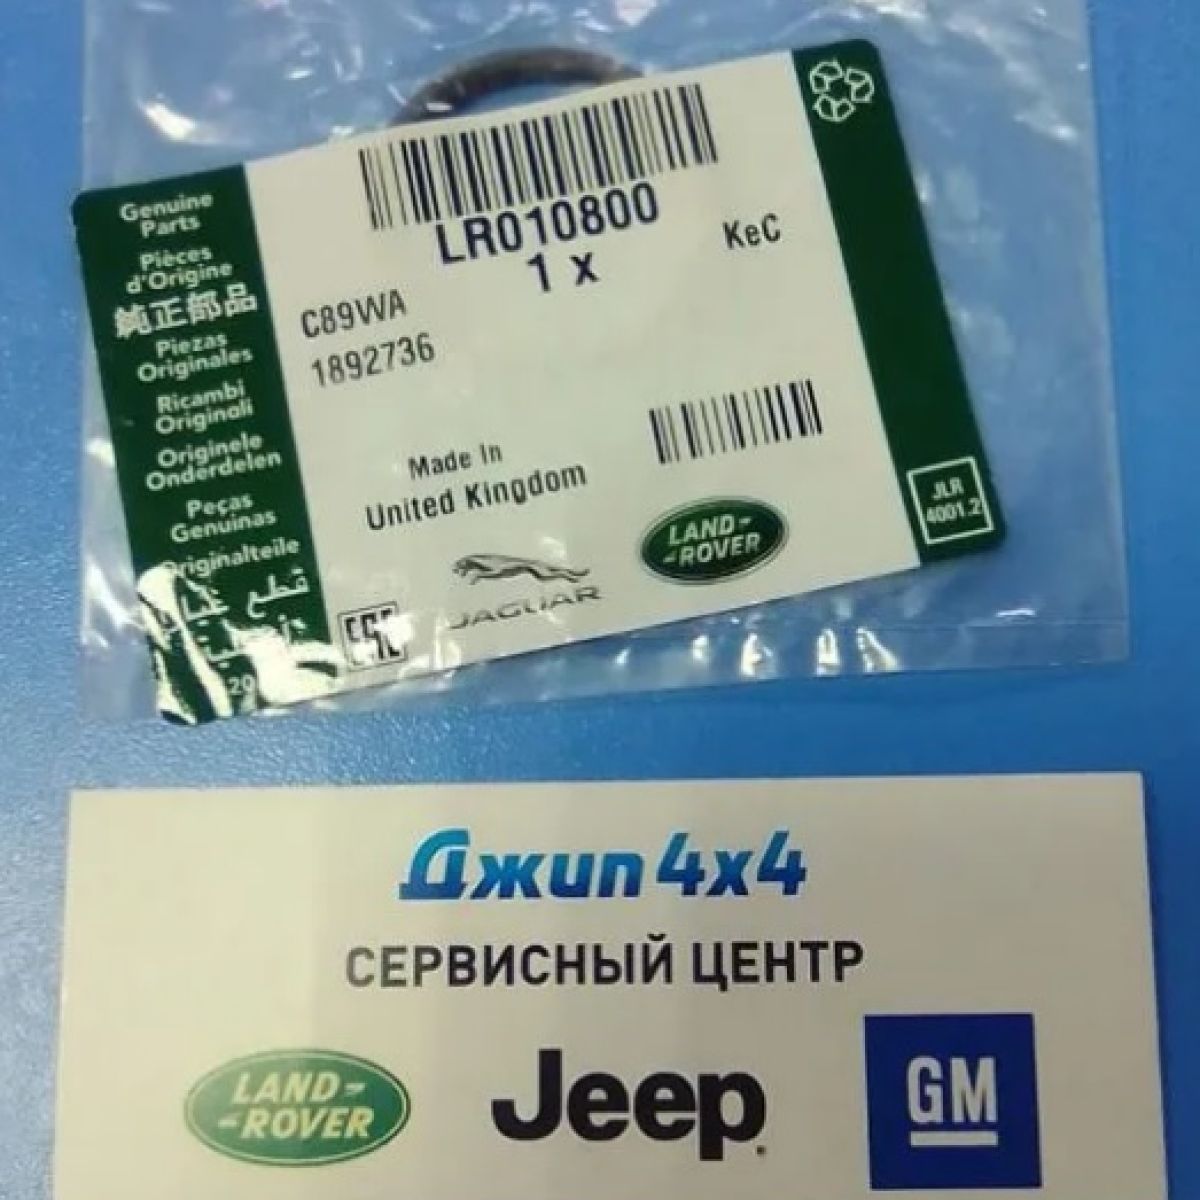 LR010800
1 x
KeC
C89WA
1892736
Made In
United Kingdom
JAGUAR
LAND-
-ROVER
JLR
4001.2
Genuine
Parts
Pièces
d'Origine
純正部品
Piezas
Originales
Ricambi
Originali
Originele
Onderdelen
Peças
Genuinas
Originalteile
قطع غيار
Джип 4x4
СЕРВИСНЫЙ ЦЕНТР
LAND-
-ROVER
Jeep
GM